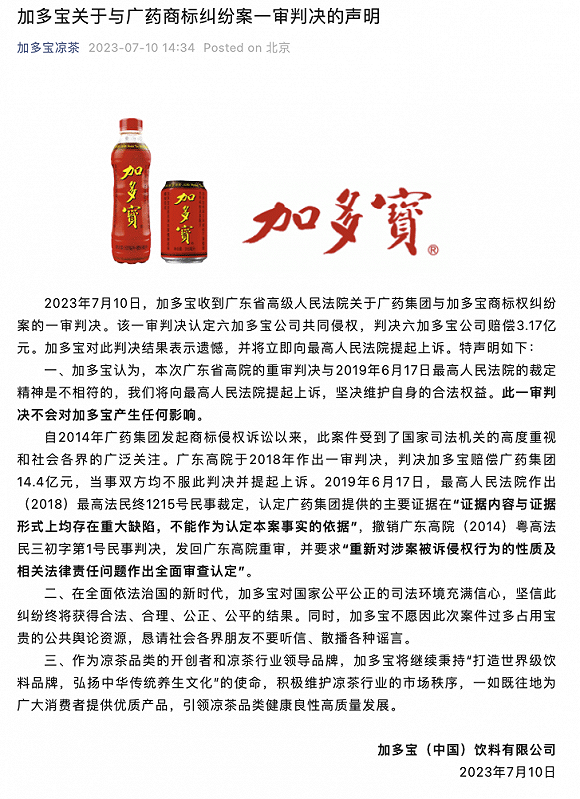 加多宝关于与广药商标纠纷案一审判决的声明
加多宝凉茶 2023-07-10 14:34 Posted on 北京
加多寶
加多寶
加多寶®
2023年7月10日，加多宝收到广东省高级人民法院关于广药集团与加多宝商标权纠纷
案的一审判决。该一审判决认定六加多宝公司共同侵权，判决六加多宝公司赔偿3.17亿
元。加多宝对此判决结果表示遗憾，并将立即向最高人民法院提起上诉。特声明如下：
一、加多宝认为，本次广东省高院的重审判决与2019年6月17日最高人民法院的裁定
精神是不相符的，我们将向最高人民法院提起上诉，坚决维护自身的合法权益。此一审判
决不会对加多宝产生任何影响。
自2014年广药集团发起商标侵权诉讼以来，此案件受到了国家司法机关的高度重视
和社会各界的广泛关注。广东高院于2018年作出一审判决，判决加多宝赔偿广药集团
14.4亿元，当事双方均不服此判决并提起上诉。2019年6月17日，最高人民法院作出
（2018）最高法民终1215号民事裁定，认定广药集团提供的主要证据在“证据内容与证据
形式上均存在重大缺陷，不能作为认定本案事实的依据”，撤销广东高院（2014）粤高法
民三初字第1号民事判决，发回广东高院重审，并要求“重新对涉案被诉侵权行为的性质及
相关法律责任问题作出全面审查认定”。
二、在全面依法治国的新时代，加多宝对国家公平公正的司法环境充满信心，坚信此
纠纷终将获得合法、合理、公正、公平的结果。同时，加多宝不愿因此次案件过多占用宝
贵的公共舆论资源，恳请社会各界朋友不要听信、散播各种谣言。
三、作为凉茶品类的开创者和凉茶行业领导品牌，加多宝将继续秉持“打造世界级饮
料品牌，弘扬中华传统养生文化”的使命，积极维护凉茶行业的市场秩序，一如既往地为
广大消费者提供优质产品，引领凉茶品类健康良性高质量发展。
加多宝（中国）饮料有限公司
2023年7月10日